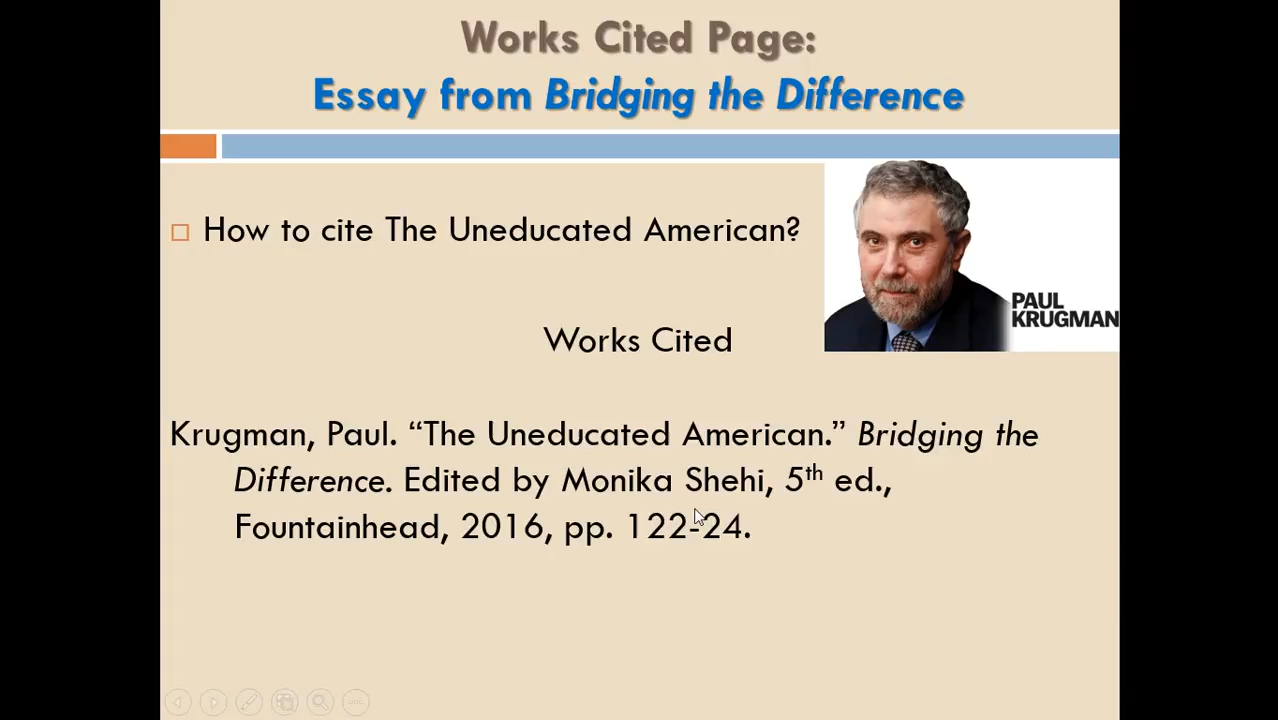 Works Cited Page:
Essay from Bridging the Difference
How to cite The Uneducated American?
PAUL
KRUGMAN
Works Cited
Krugman, Paul. “The Uneducated American.” Bridging the
Difference. Edited by Monika Shehi, 5th ed.,
Fountainhead, 2016, pp. 122-24.